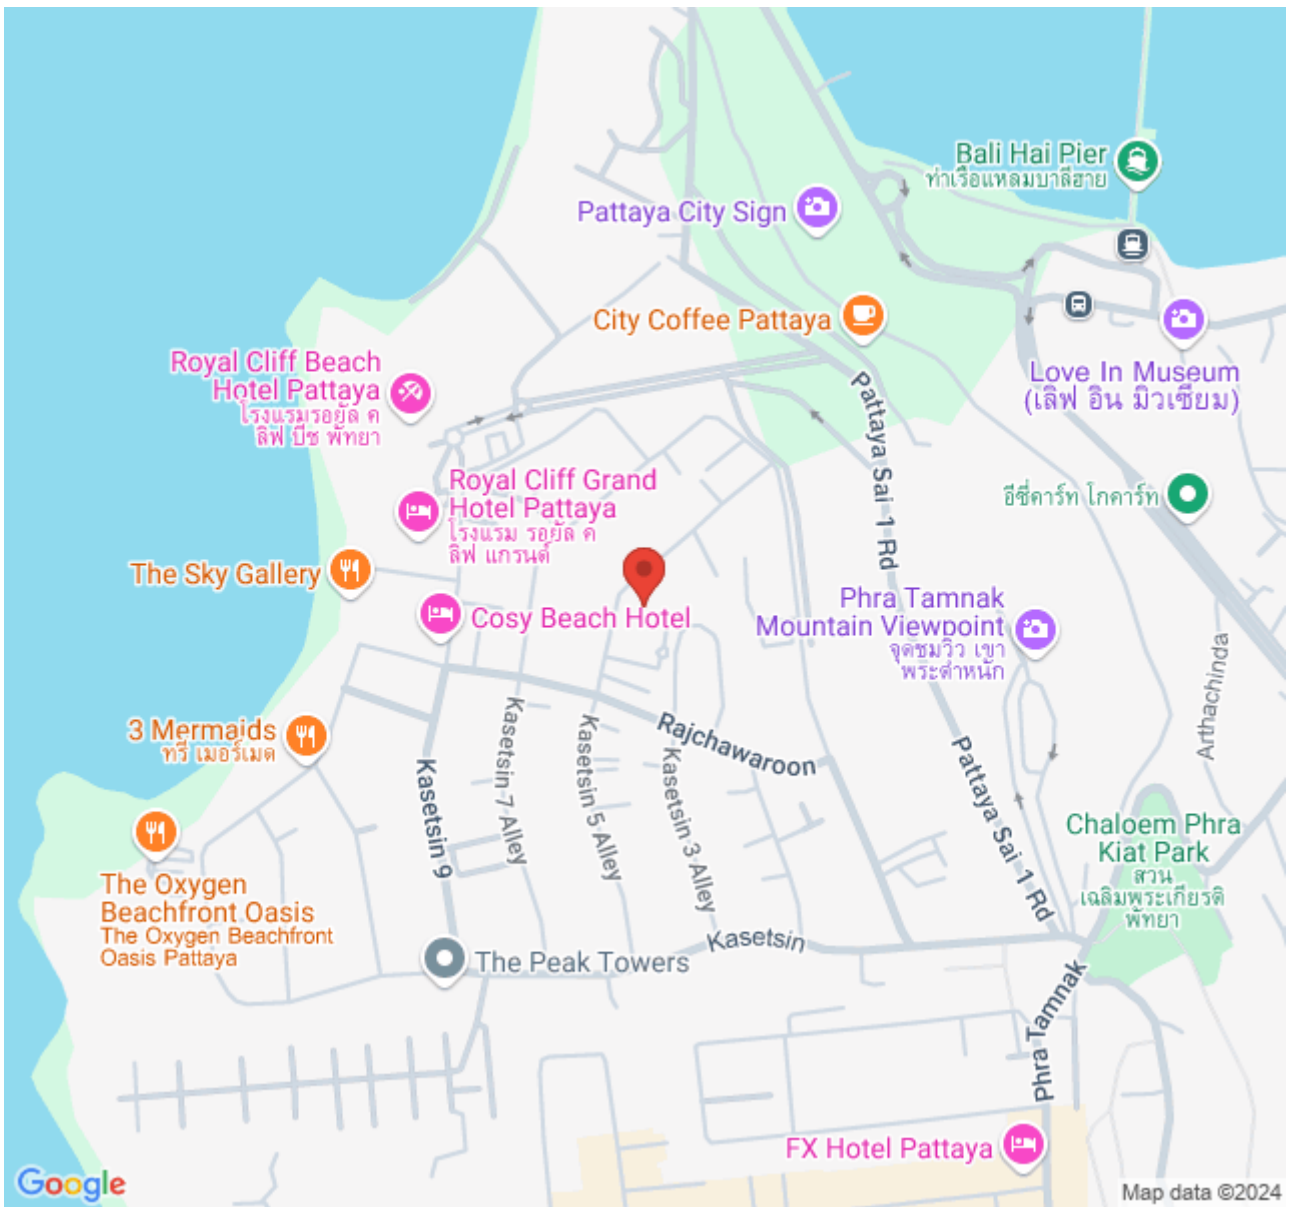 Bali Hai Pier
ท่าเรือแหลมบาลีฮาย
Pattaya City Sign
City Coffee Pattaya
Love In Museum
(เลิฟ อิน มิวเซียม)
Royal Cliff Beach
Hotel Pattaya
โรงแรมรอยัล ค
ลิฟ บีช พัทยา
Pattaya Sai 1 Rd
Royal Cliff Grand
Hotel Pattaya
โรงแรม รอยัล ค
ลิฟ แกรนด์
อีซี่คาร์ท โกคาร์ท
The Sky Gallery
Cosy Beach Hotel
Phra Tamnak
Mountain Viewpoint
จุดชมวิว เขา
พระตำหนัก
Arthachinda
3 Mermaids
ทรี เมอร์เมด
Rajchawaroon
Kasetsin 9
Kasetsin 7 Alley
Kasetsin 5 Alley
Kasetsin 3 Alley
Pattaya Sai 1 Rd
Chaloem Phra
Kiat Park
สวน
เฉลิมพระเกียรติ
พัทยา
The Oxygen
Beachfront Oasis
The Oxygen Beachfront
Oasis Pattaya
The Peak Towers
Kasetsin
Phra Tamnak
FX Hotel Pattaya
Google
Map data ©2024